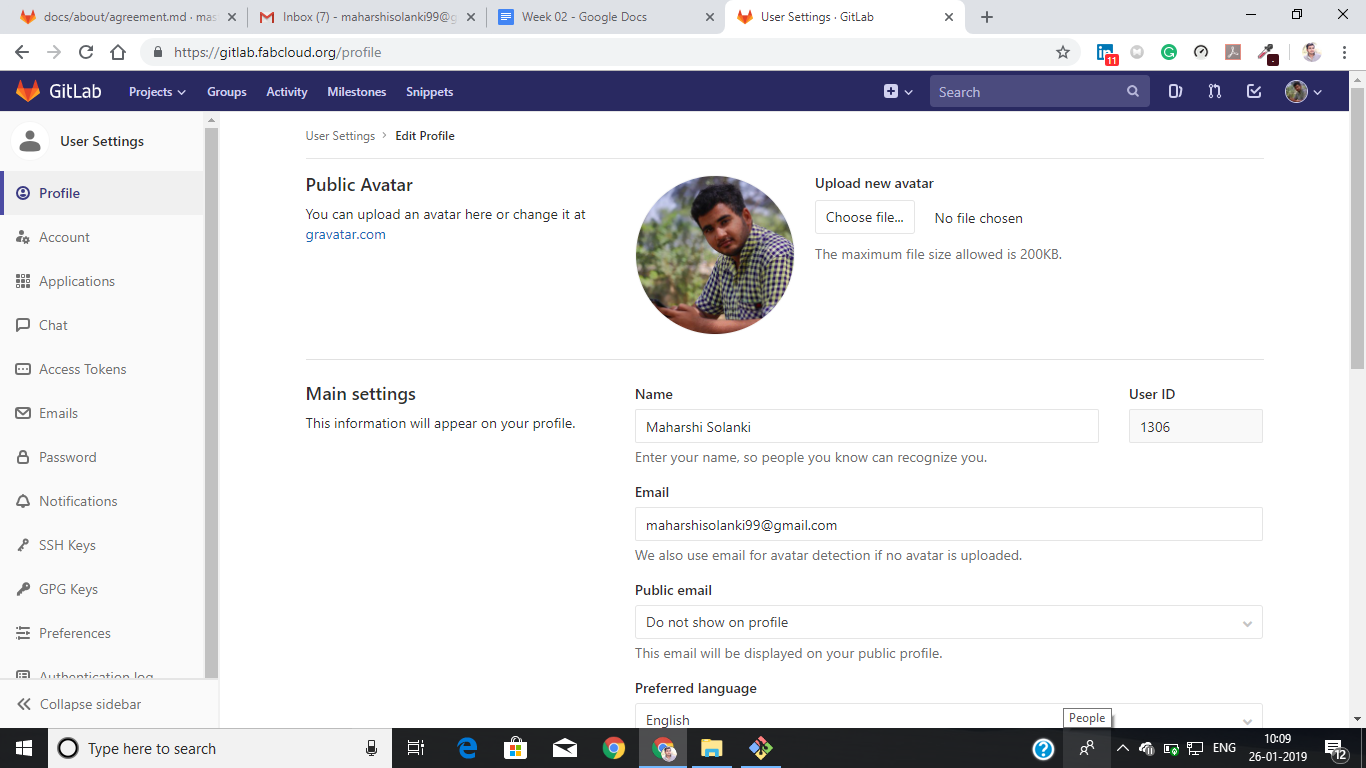 docs/about/agreement.md · mas
Inbox (7) - maharshisolanki99@g
Week 02 - Google Docs
User Settings · GitLab
https://gitlab.fabcloud.org/profile
11
GitLab
Projects
Groups
Activity
Milestones
Snippets
Search
User Settings
Profile
Account
Applications
Chat
Access Tokens
Emails
Password
Notifications
SSH Keys
GPG Keys
Preferences
Authentication log
Collapse sidebar
User Settings > Edit Profile
Public Avatar
You can upload an avatar here or change it at
gravatar.com
Upload new avatar
Choose file... No file chosen
The maximum file size allowed is 200KB.
Main settings
This information will appear on your profile.
Name
Maharshi Solanki
Enter your name, so people you know can recognize you.
User ID
1306
Email
maharshisolanki99@gmail.com
We also use email for avatar detection if no avatar is uploaded.
Public email
Do not show on profile
This email will be displayed on your public profile.
Preferred language
English
People
Type here to search
ENG
10:09
26-01-2019
12